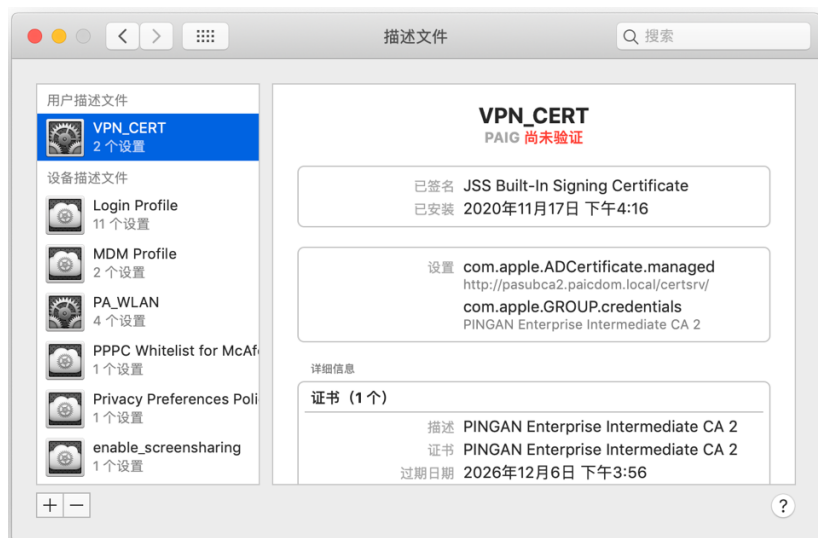 描述文件
搜索
用户描述文件
VPN_CERT
2 个设置
设备描述文件
Login Profile
11 个设置
MDM Profile
2 个设置
PA_WLAN
4 个设置
PPPC Whitelist for McAf
1 个设置
Privacy Preferences Poli
1 个设置
enable_screensharing
1 个设置
VPN_CERT
PAIG 尚未验证
已签名 JSS Built-In Signing Certificate
已安装 2020年11月17日 下午4:16
设置 com.apple.ADCertificate.managed
http://pasubca2.paicdom.local/certsrv/
com.apple.GROUP.credentials
PINGAN Enterprise Intermediate CA 2
详细信息
证书（1 个）
描述 PINGAN Enterprise Intermediate CA 2
证书 PINGAN Enterprise Intermediate CA 2
过期日期 2026年12月6日 下午3:56
?